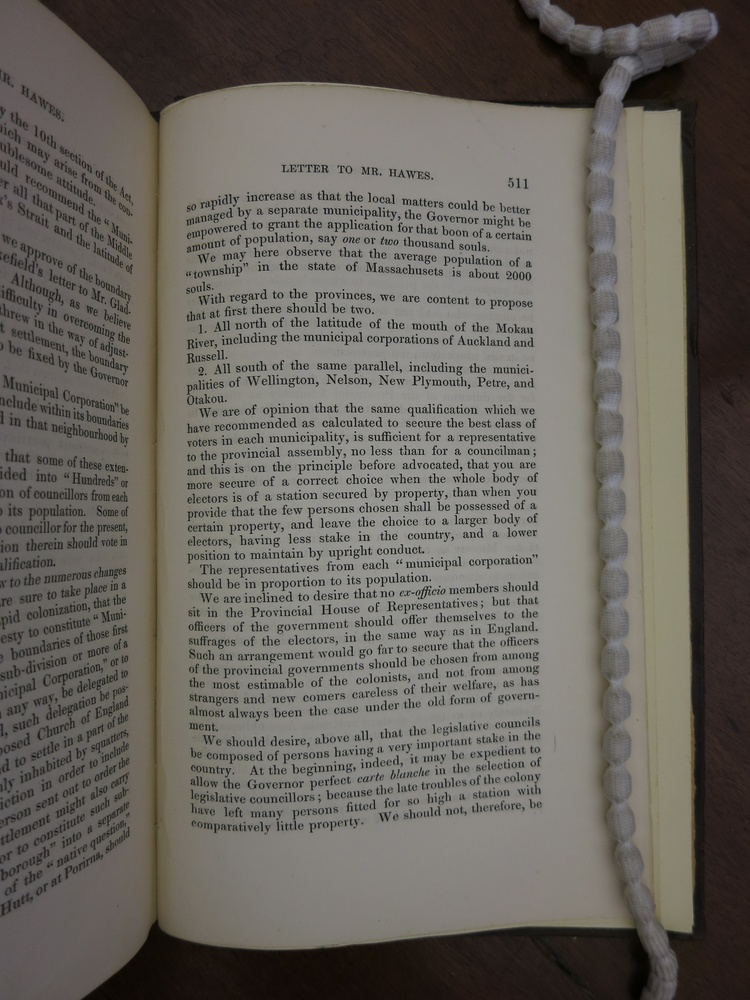 MR. HAWES.
by the 10th section of the Act,
which may arise from the con-
troublesome attitude.
would recommend the "Muni-
er all that part of the Middle
k's Strait and the latitude of
we approve of the boundary
kefield's letter to Mr. Glad-
Although, as we believe
difficulty in overcoming the
threw in the way of adjust-
t settlement, the boundary
o be fixed by the Governor
Municipal Corporation" be
nclude within its boundaries
d in that neighbourhood by
that some of these exten-
ided into "Hundreds" or
on of councillors from each
o its population. Some of
councillor for the present,
ion therein should vote in
alification.
w to the numerous changes
re sure to take place in a
pid colonization, that the
esty to constitute "Muni-
e boundaries of those first
sub-division or more of a
nicipal Corporation," or to
any way, be delegated to
l, such delegation be pos-
posed Church of England
d to settle in a part of the
nly inhabited by squatters,
iction in order to include
erson sent out to order the
ttlement might also carry
or to constitute such sub-
borough" into a separate
of the "native question,"
Hutt, or at Porirua, should
LETTER TO MR. HAWES.
511
so rapidly increase as that the local matters could be better
managed by a separate municipality, the Governor might be
empowered to grant the application for that boon of a certain
amount of population, say one or two thousand souls.
We may here observe that the average population of a
"township" in the state of Massachusets is about 2000
souls.
With regard to the provinces, we are content to propose
that at first there should be two.
1. All north of the latitude of the mouth of the Mokau
River, including the municipal corporations of Auckland and
Russell.
2. All south of the same parallel, including the munici-
palities of Wellington, Nelson, New Plymouth, Petre, and
Otakou.
We are of opinion that the same qualification which we
have recommended as calculated to secure the best class of
voters in each municipality, is sufficient for a representative
to the provincial assembly, no less than for a councilman;
and this is on the principle before advocated, that you are
more secure of a correct choice when the whole body of
electors is of a station secured by property, than when you
provide that the few persons chosen shall be possessed of a
certain property, and leave the choice to a larger body of
electors, having less stake in the country, and a lower
position to maintain by upright conduct.
The representatives from each "municipal corporation"
should be in proportion to its population.
We are inclined to desire that no ex-officio members should
sit in the Provincial House of Representatives; but that
officers of the government should offer themselves to the
suffrages of the electors, in the same way as in England.
Such an arrangement would go far to secure that the officers
of the provincial governments should be chosen from among
the most estimable of the colonists, and not from among
strangers and new comers careless of their welfare, as has
almost always been the case under the old form of govern-
ment.
We should desire, above all, that the legislative councils
be composed of persons having a very important stake in the
country. At the beginning, indeed, it may be expedient to
allow the Governor perfect carte blanche in the selection of
legislative councillors; because the late troubles of the colony
have left many persons fitted for so high a station with
comparatively little property. We should not, therefore, be